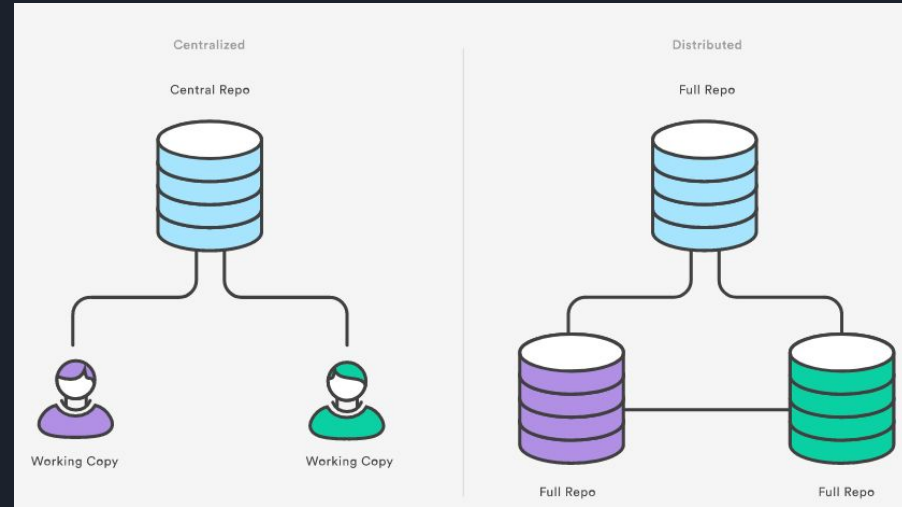 Centralized
Central Repo
Working Copy
Working Copy
Distributed
Full Repo
Full Repo
Full Repo